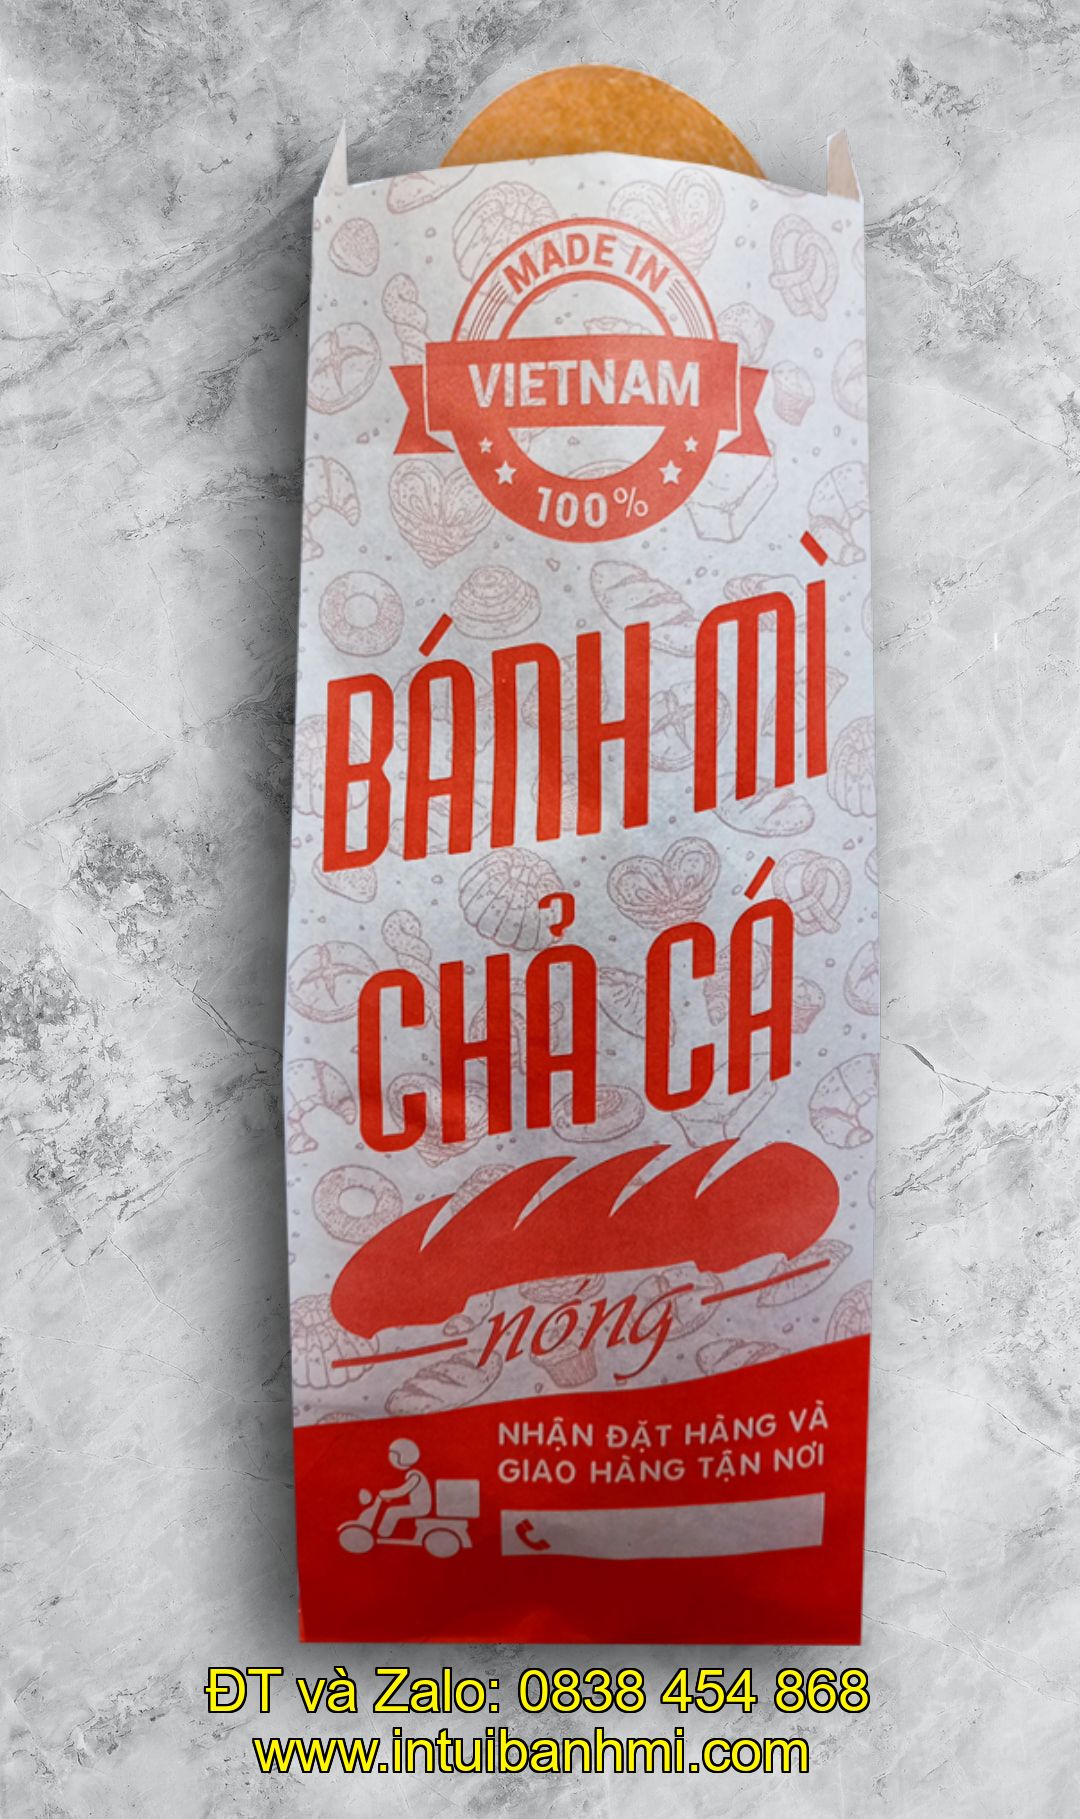 MADE IN
VIETNAM
100%
BÁNH MÌ
CHẢ CÁ
nóng
NHẬN ĐẶT HÀNG VÀ
GIAO HÀNG TẬN NƠI
ĐT và Zalo: 0838 454 868
www.intuibanhmi.com